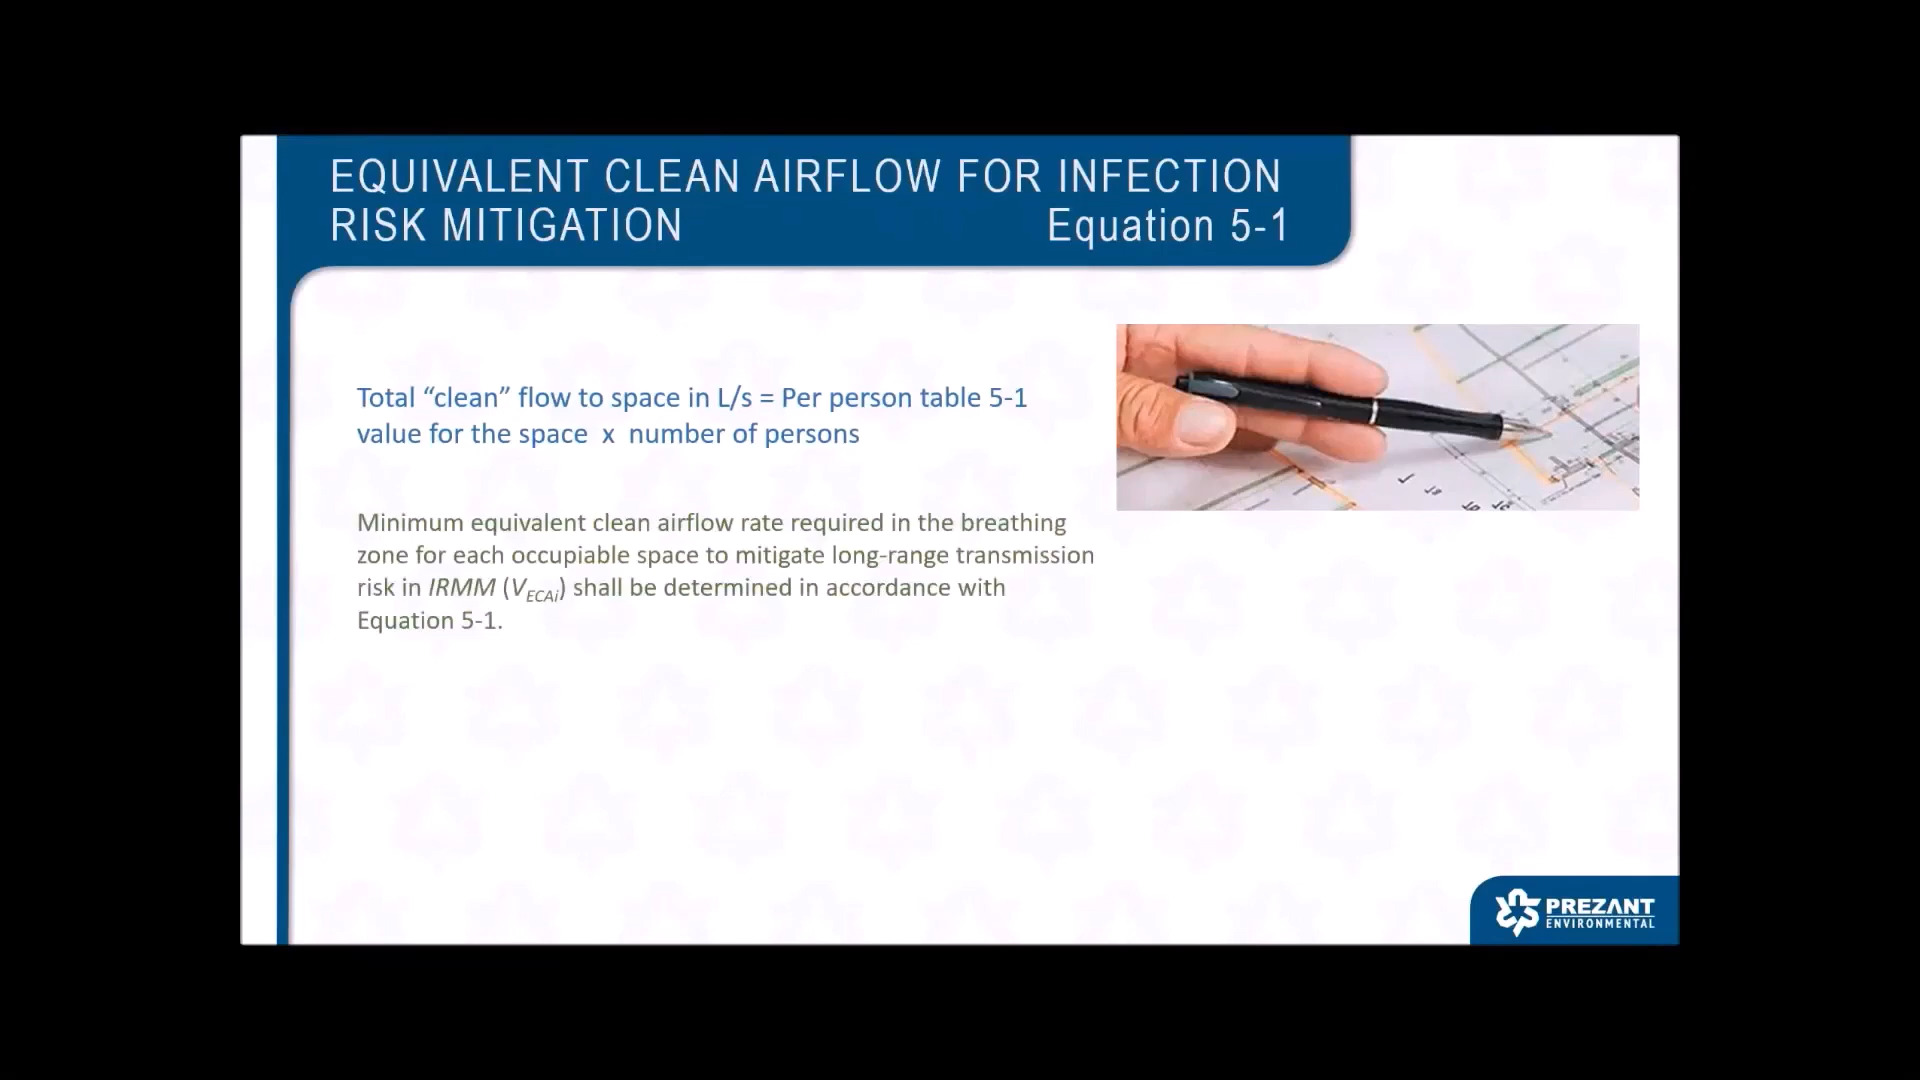 EQUIVALENT CLEAN AIRFLOW FOR INFECTION
RISK MITIGATION Equation 5-1
Total “clean” flow to space in L/s = Per person table 5-1
value for the space x number of persons
Minimum equivalent clean airflow rate required in the breathing
zone for each occupiable space to mitigate long-range transmission
risk in IRMM (VECAi) shall be determined in accordance with
Equation 5-1.
PREZANT
ENVIRONMENTAL